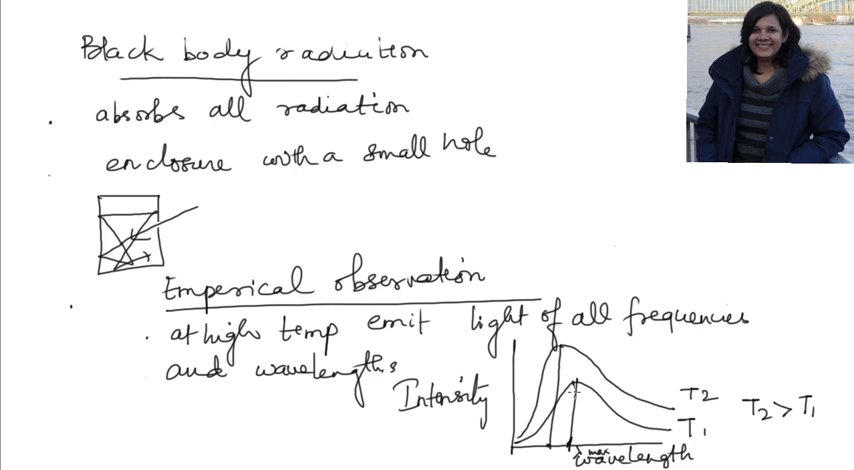 Black body radiation
. absorbs all radiation
. enclosure with a small hole
. Emperical observation
. at high temp emit light of all frequencies
and wavelengths
Intensity
T2
T1
T2 > T1
λmax
wavelength